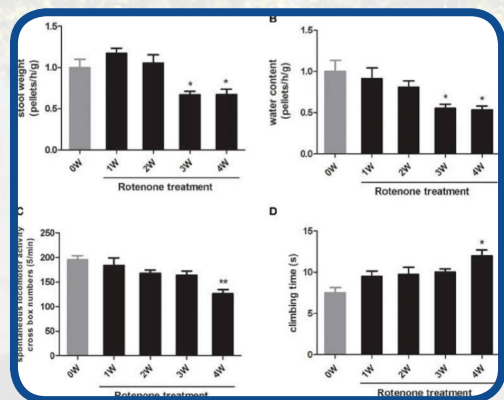 B
1.5
1.0
0.5
0.0
stool weight
(pellets/h/g)
*
*
0W
1W
2W
3W
4W
Rotenone treatment
1.5
1.0
0.5
0.0
water content
(pellets/h/g)
*
*
0W
1W
2W
3W
4W
Rotenone treatment
C
250
200
150
100
50
0
spontaneous locomotor activity
cross box numbers (5/min)
**
0W
1W
2W
3W
4W
Rotenone treatment
D
15
10
5
0
climbing time (s)
*
0W
1W
2W
3W
4W
Rotenone treatment